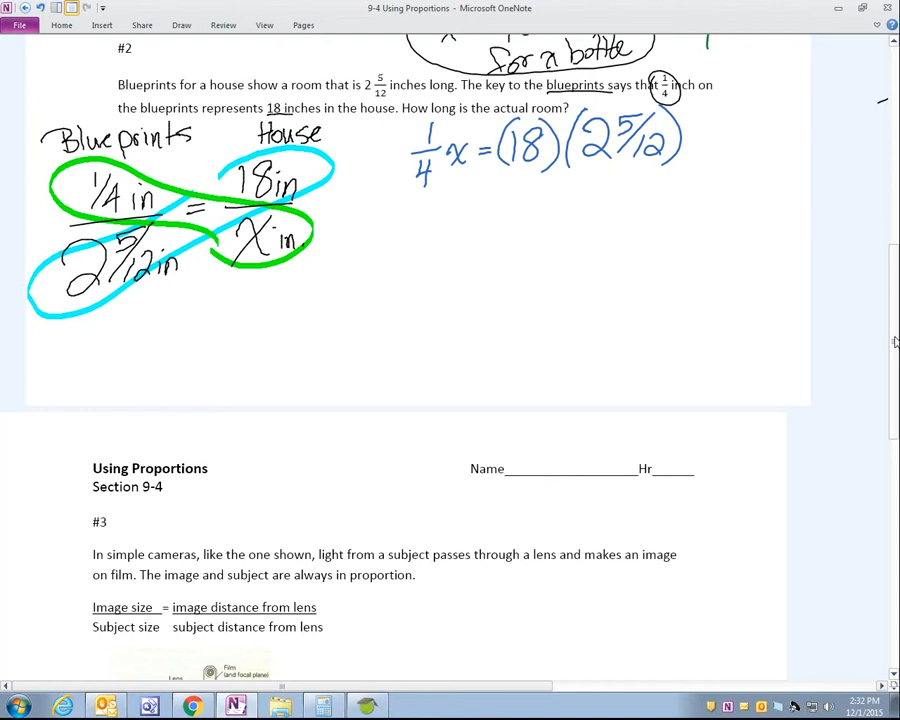 9-4 Using Proportions - Microsoft OneNote
File Home Insert Share Draw Review View Pages
for a bottle
#2
Blueprints for a house show a room that is 2 5/12 inches long. The key to the blueprints says that 1/4 inch on
the blueprints represents 18 inches in the house. How long is the actual room?
Blueprints House
1/4 in = 18 in
2 5/12 in x in.
1/4 x = (18)(2 5/12)
Using Proportions Name__________________Hr______
Section 9-4
#3
In simple cameras, like the one shown, light from a subject passes through a lens and makes an image
on film. The image and subject are always in proportion.
Image size = image distance from lens
Subject size subject distance from lens
Film
(and focal plane)
Lens
2:32 PM
12/1/2015